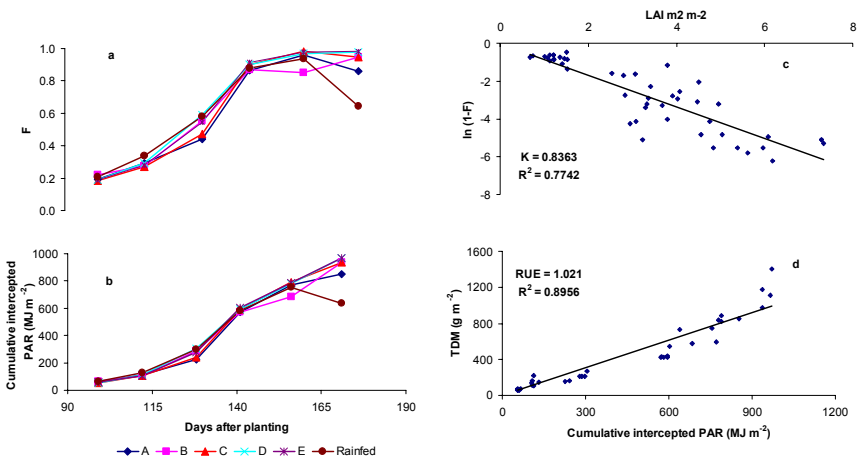 a
1.0
0.8
0.6
0.4
0.2
0.0
F
b
1000
800
600
400
200
0
Cumulative intercepted
PAR (MJ m⁻²)
90 115 140 165 190
Days after planting
A B C D E Rainfed
LAI m2 m-2
0 2 4 6 8
c
0
-2
-4
-6
-8
ln (1-F)
K = 0.8363
R² = 0.7742
d
1600
1200
800
400
0
TDM (g m⁻²)
RUE = 1.021
R² = 0.8956
0 300 600 900 1200
Cumulative intercepted PAR (MJ m⁻²)